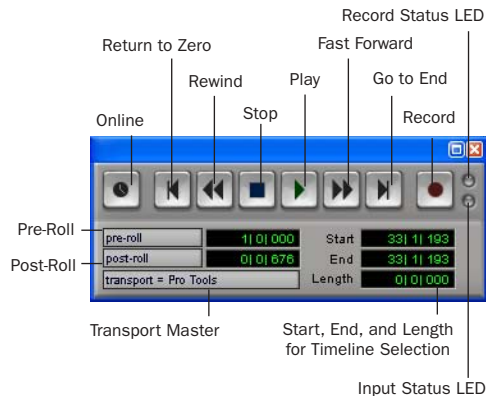 Record Status LED
Return to Zero
Fast Forward
Rewind
Play
Go to End
Online
Stop
Record
Pre-Roll
pre-roll
1| 0| 000
Start
33| 1| 193
Post-Roll
post-roll
0| 0| 676
End
33| 1| 193
transport = Pro Tools
Length
0| 0| 000
Transport Master
Start, End, and Length
for Timeline Selection
Input Status LED